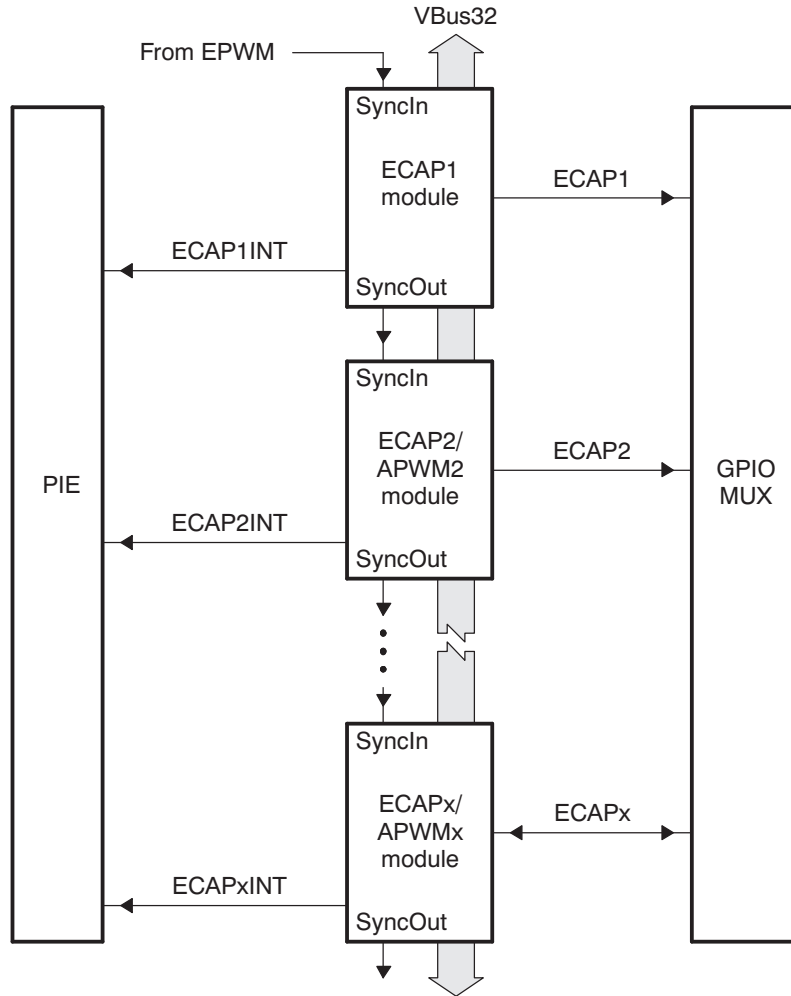 VBus32
From EPWM
SyncIn
ECAP1
module
ECAP1
ECAP1INT
SyncOut
SyncIn
ECAP2/
APWM2
module
ECAP2
PIE
GPIO
MUX
ECAP2INT
SyncOut
SyncIn
ECAPx/
APWMx
module
ECAPx
ECAPxINT
SyncOut